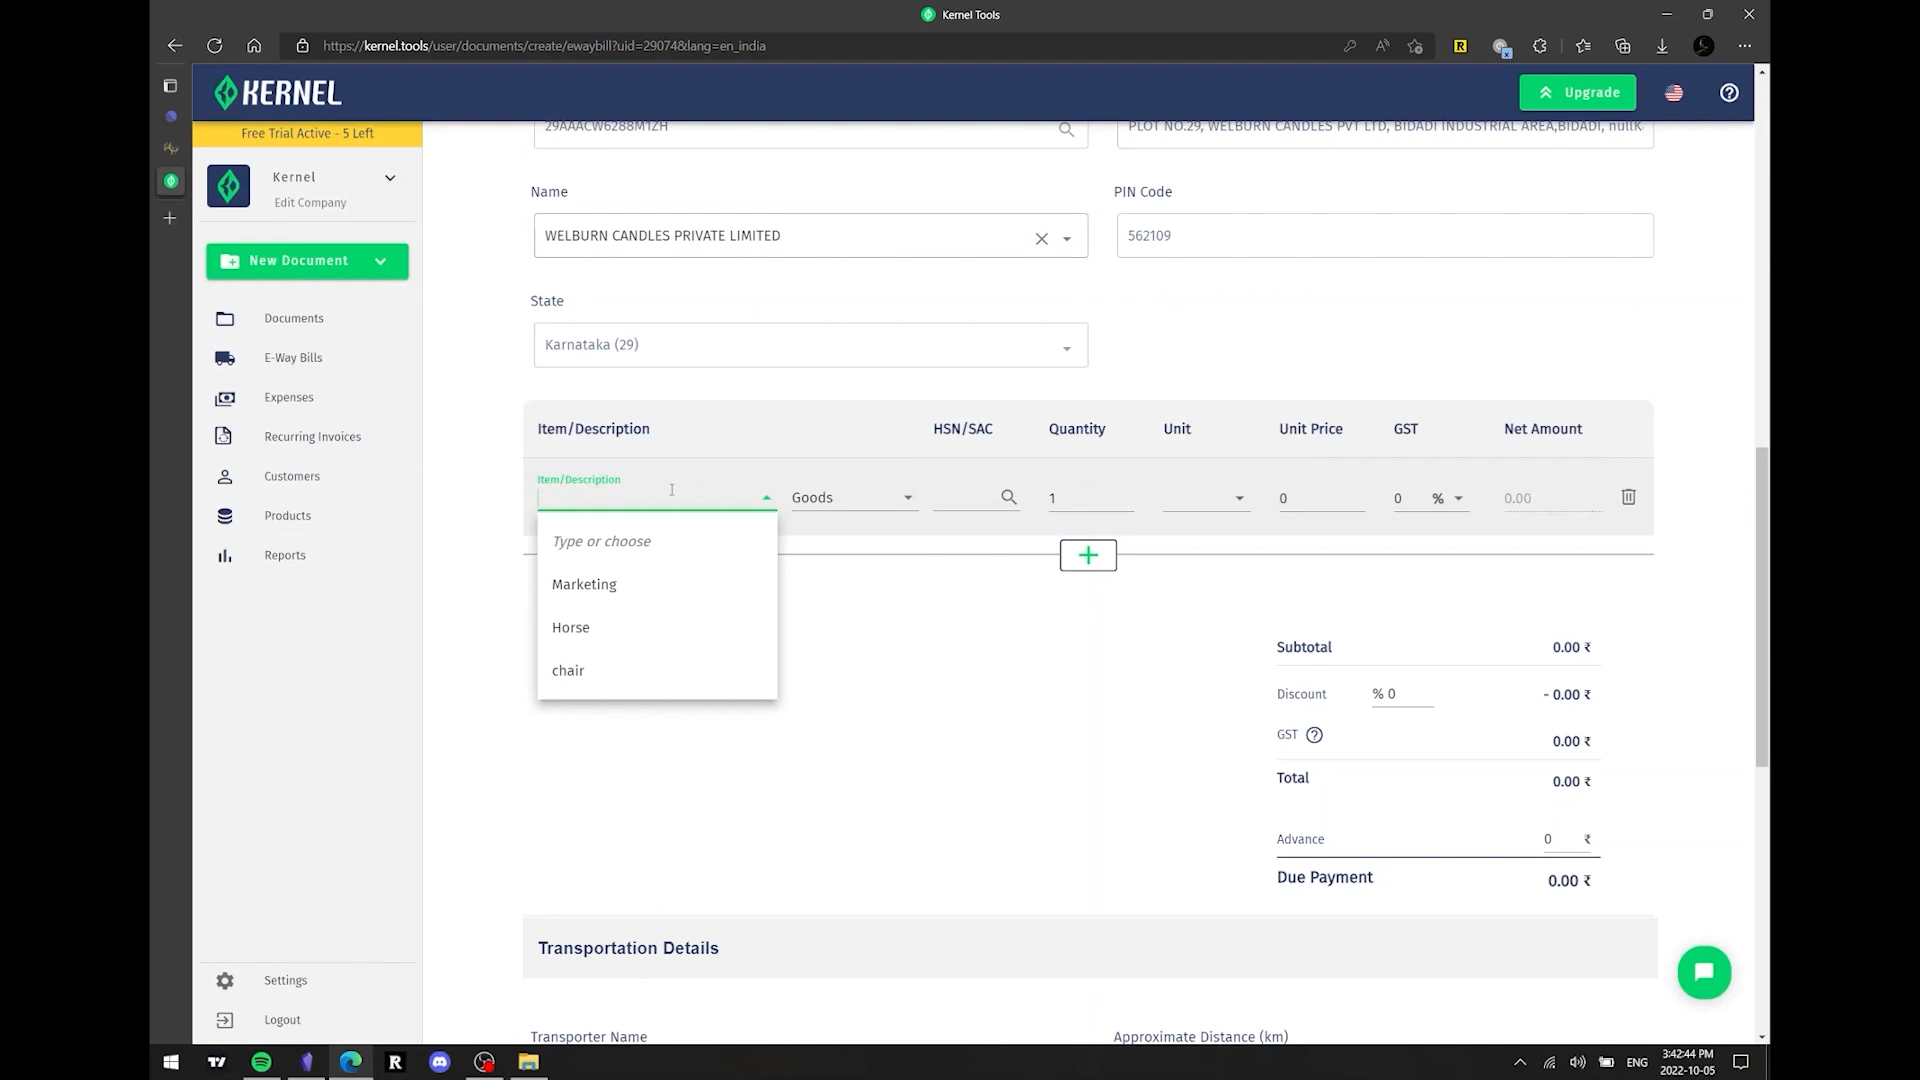 Kernel Tools
https://kernel.tools/user/documents/create/ewaybill?uid=29074&lang=en_india
KERNEL
Upgrade
Free Trial Active - 5 Left
Kernel
Edit Company
New Document
Documents
E-Way Bills
Expenses
Recurring Invoices
Customers
Products
Reports
Settings
Logout
29AAACW6288M1ZH
PLOT NO.29, WELBURN CANDLES PVT LTD, BIDADI INDUSTRIAL AREA,BIDADI, nullK
Name
PIN Code
WELBURN CANDLES PRIVATE LIMITED
562109
State
Karnataka (29)
Item/Description HSN/SAC Quantity Unit Unit Price GST Net Amount
Item/Description
Goods 1 0 0 % 0.00
Type or choose
Marketing
Horse
chair
Subtotal 0.00 ₹
Discount % 0 - 0.00 ₹
GST 0.00 ₹
Total 0.00 ₹
Advance 0 ₹
Due Payment 0.00 ₹
Transportation Details
Transporter Name
Approximate Distance (km)
ENG
3:42:44 PM
2022-10-05